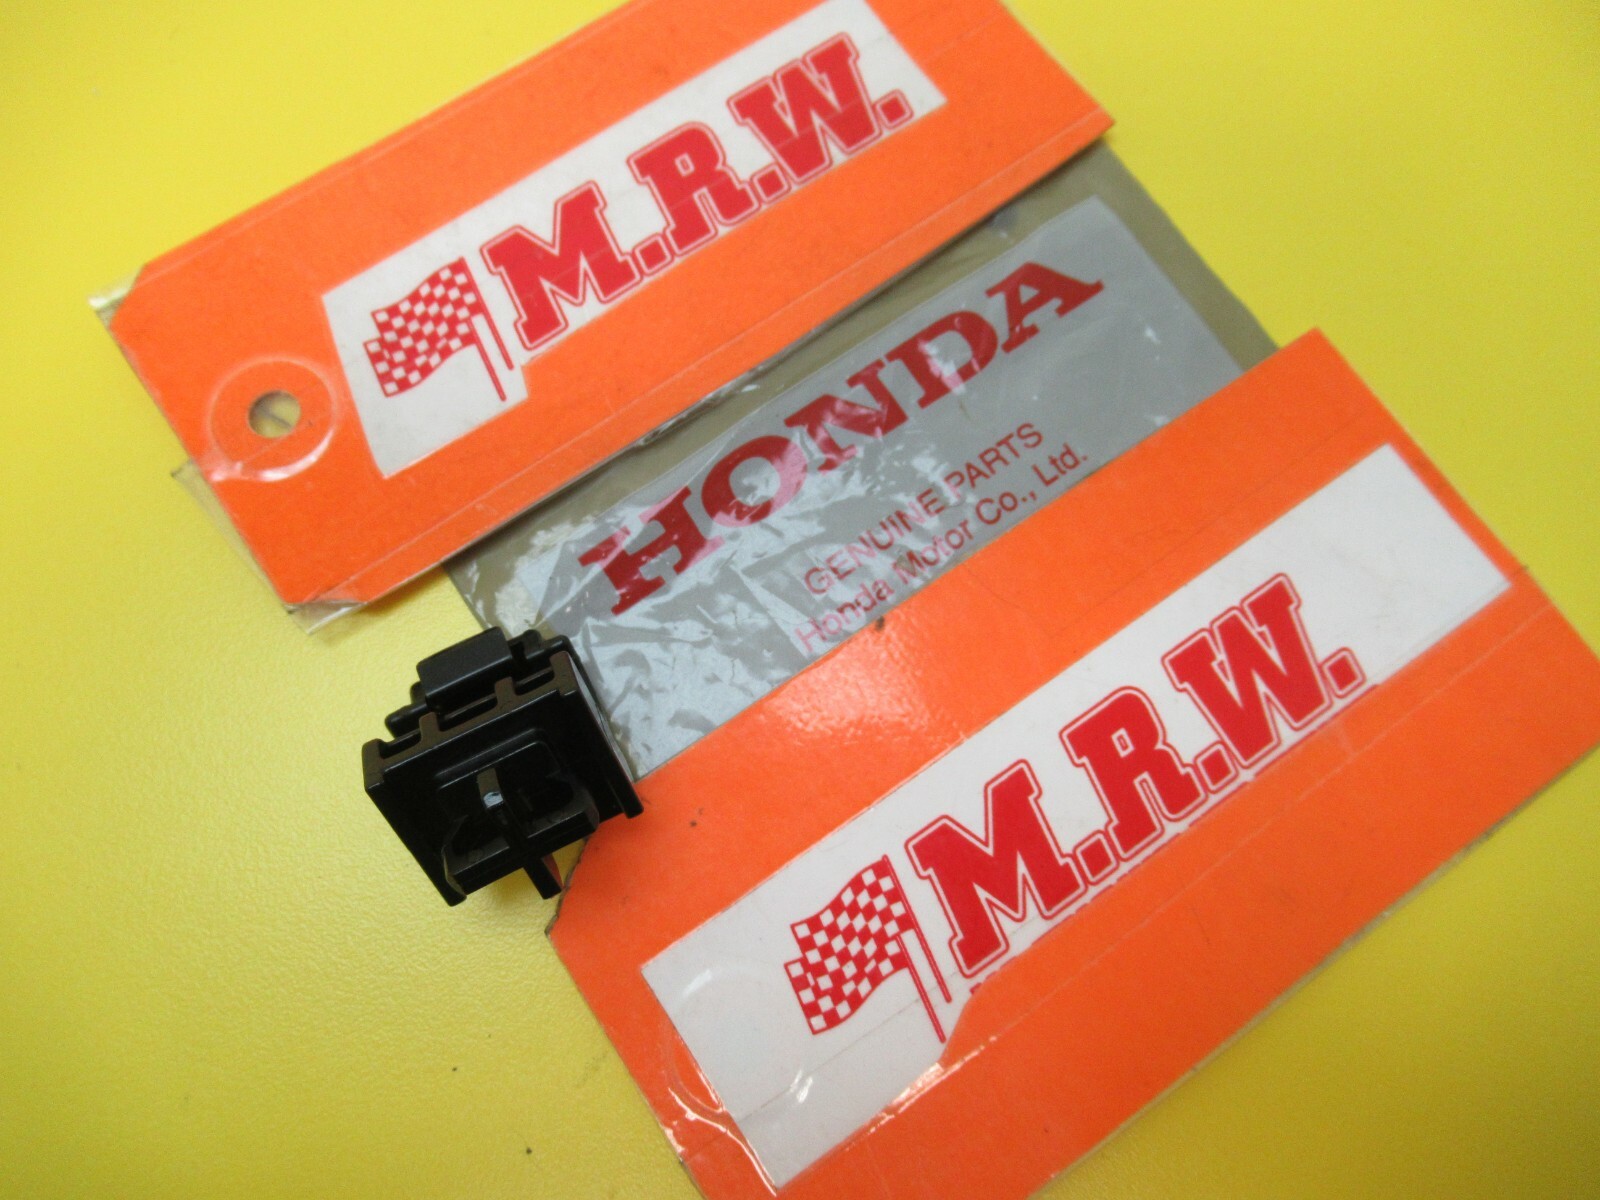 M.R.W.
HONDA
GENUINE PARTS
Honda Motor Co., Ltd.
M.R.W.